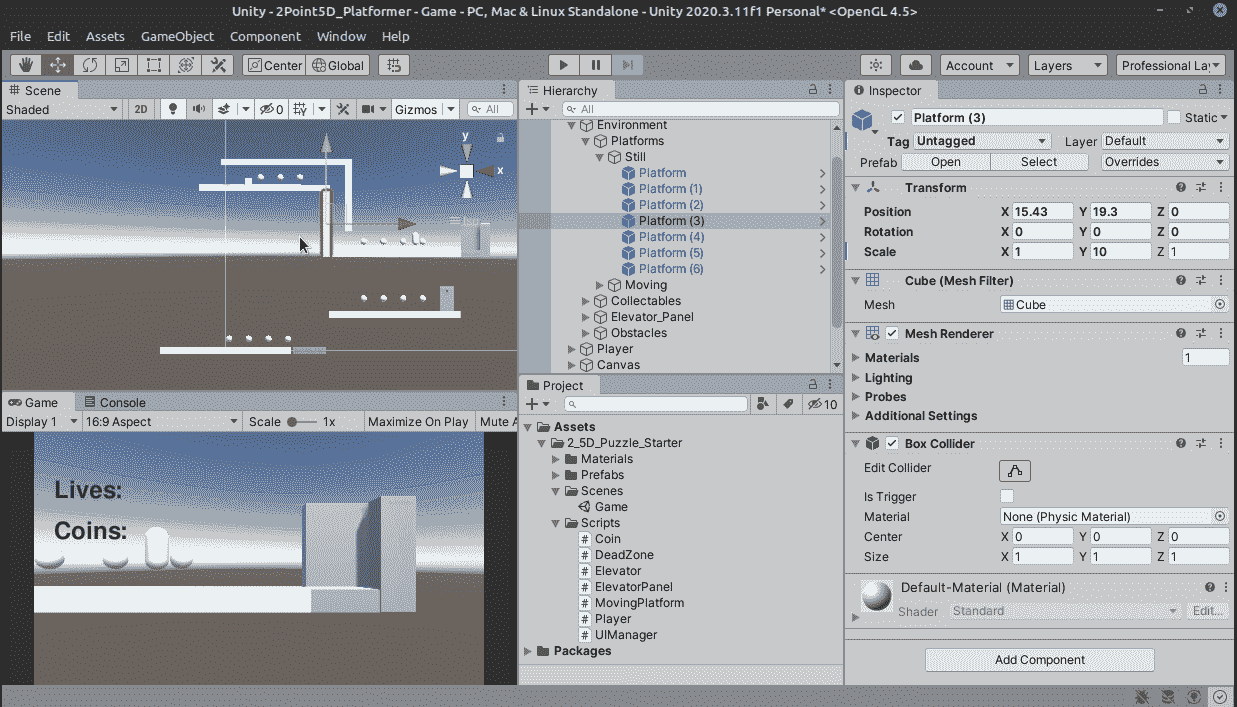 Unity - 2Point5D_Platformer - Game - PC, Mac & Linux Standalone - Unity 2020.3.11f1 Personal* <OpenGL 4.5>
File Edit Assets GameObject Component Window Help
Center Global Account Layers Professional La
Scene
Shaded 2D 0 Gizmos All
y
x
Game Console
Display 1 16:9 Aspect Scale 1x Maximize On Play Mute A
Lives:
Coins:
Hierarchy
All
Environment
Platforms
Still
Platform
Platform (1)
Platform (2)
Platform (3)
Platform (4)
Platform (5)
Platform (6)
Moving
Collectables
Elevator_Panel
Obstacles
Player
Canvas
Project
10
Assets
2_5D_Puzzle_Starter
Materials
Prefabs
Scenes
Game
Scripts
Coin
DeadZone
Elevator
ElevatorPanel
MovingPlatform
Player
UIManager
Packages
Inspector
Platform (3) Static
Tag Untagged Layer Default
Prefab Open Select Overrides
Transform
Position X 15.43 Y 19.3 Z 0
Rotation X 0 Y 0 Z 0
Scale X 1 Y 10 Z 1
Cube (Mesh Filter)
Mesh Cube
Mesh Renderer
Materials 1
Lighting
Probes
Additional Settings
Box Collider
Edit Collider
Is Trigger
Material None (Physic Material)
Center X 0 Y 0 Z 0
Size X 1 Y 1 Z 1
Default-Material (Material)
Shader Standard Edit...
Add Component